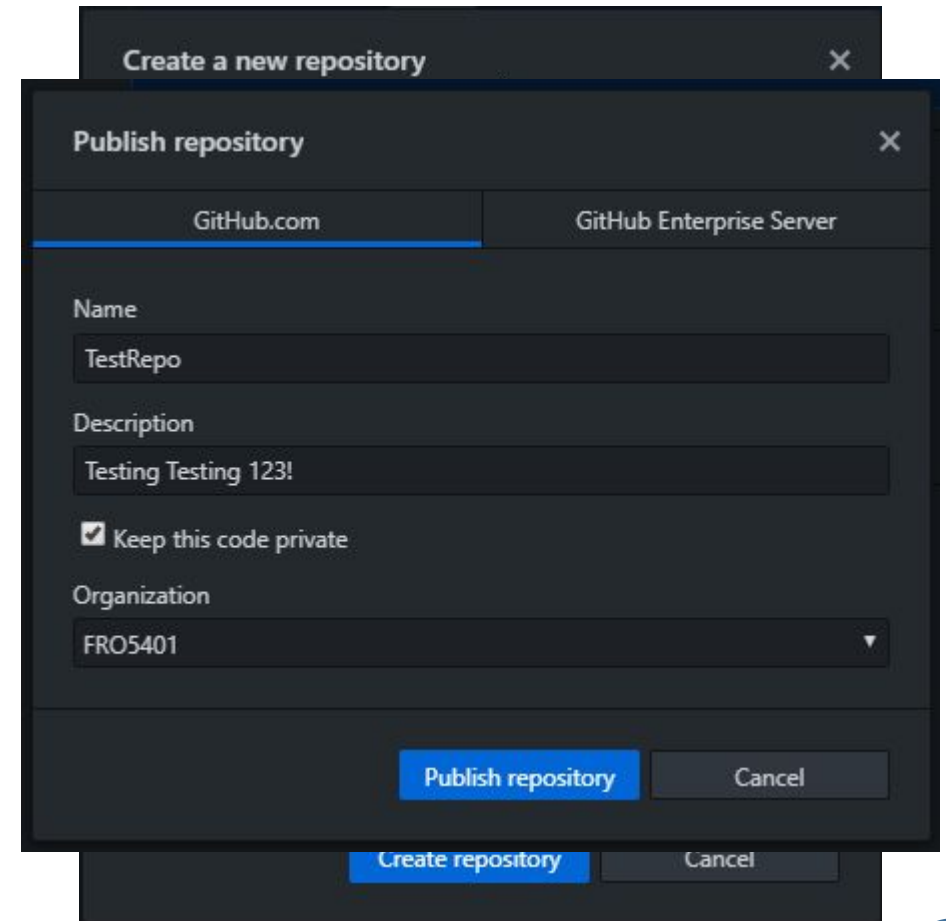 Create a new repository
Publish repository
GitHub.com
GitHub Enterprise Server
Name
TestRepo
Description
Testing Testing 123!
Keep this code private
Organization
FRO5401
Publish repository
Cancel
Create repository
Cancel